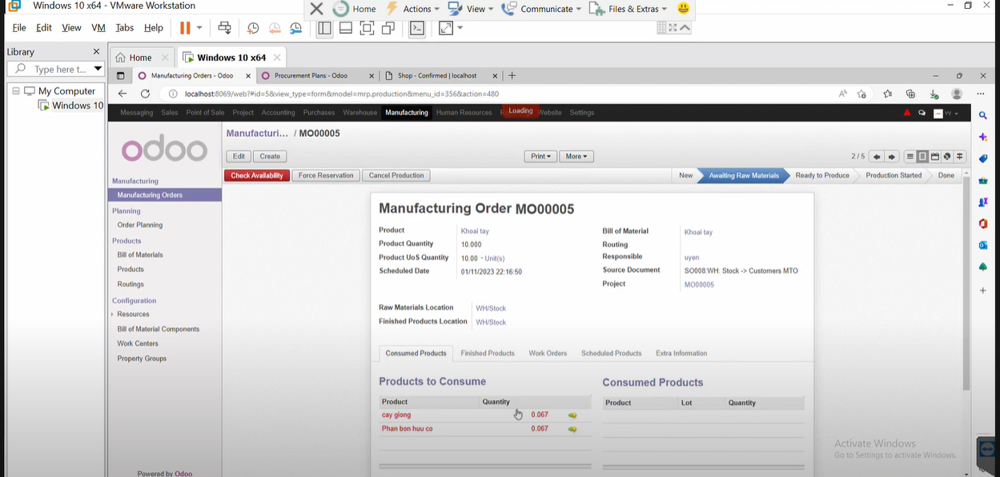 Windows 10 x64 - VMware Workstation
Home Actions View Communicate Files & Extras
File Edit View VM Tabs Help
Library
Home Windows 10 x64
Type here t...
Manufacturing Orders - Odoo Procurement Plans - Odoo Shop - Confirmed | localhost
My Computer
Windows 10
localhost:8069/web?#id=5&view_type=form&model=mrp.production&menu_id=356&action=480
Messaging Sales Point of Sale Project Accounting Purchases Warehouse Manufacturing Human Resources Loading Website Settings
Manufacturi... / MO00005
odoo
Edit Create Print More 2 / 5
Check Availability Force Reservation Cancel Production New Awaiting Raw Materials Ready to Produce Production Started Done
Manufacturing
Manufacturing Orders
Planning
Order Planning
Products
Bill of Materials
Products
Routings
Configuration
Resources
Bill of Material Components
Work Centers
Property Groups
Powered by Odoo
Manufacturing Order MO00005
Product Khoai tay Bill of Material Khoai tay
Product Quantity 10.000 Routing
Product UoS Quantity 10.00 - Unit(s) Responsible uyen
Scheduled Date 01/11/2023 22:16:50 Source Document SO008:WH: Stock -> Customers MTO
Project MO00005
Raw Materials Location WH/Stock
Finished Products Location WH/Stock
Consumed Products Finished Products Work Orders Scheduled Products Extra Information
Products to Consume Consumed Products
Product Quantity Product Lot Quantity
cay giong 0.067
Phan bon huu co 0.067
Activate Windows
Go to Settings to activate Windows.